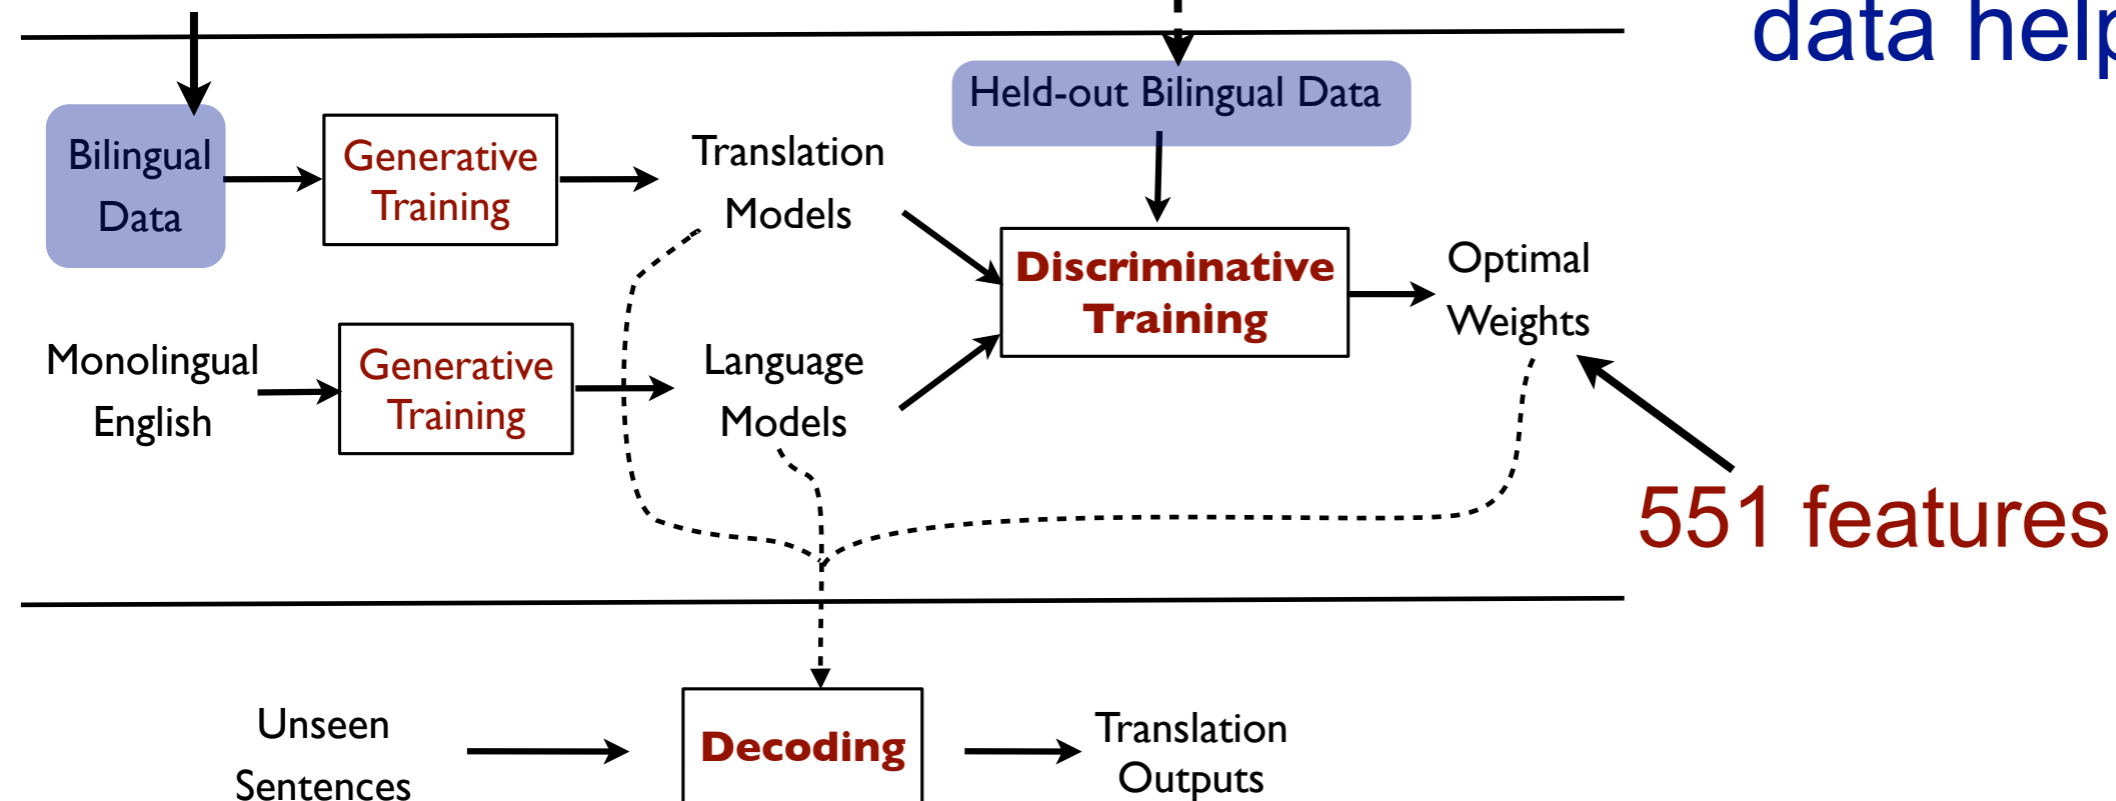 data help
Held-out Bilingual Data
Bilingual
Data
Generative
Training
Translation
Models
Discriminative
Training
Optimal
Weights
Monolingual
English
Generative
Training
Language
Models
551 features
Unseen
Sentences
Decoding
Translation
Outputs